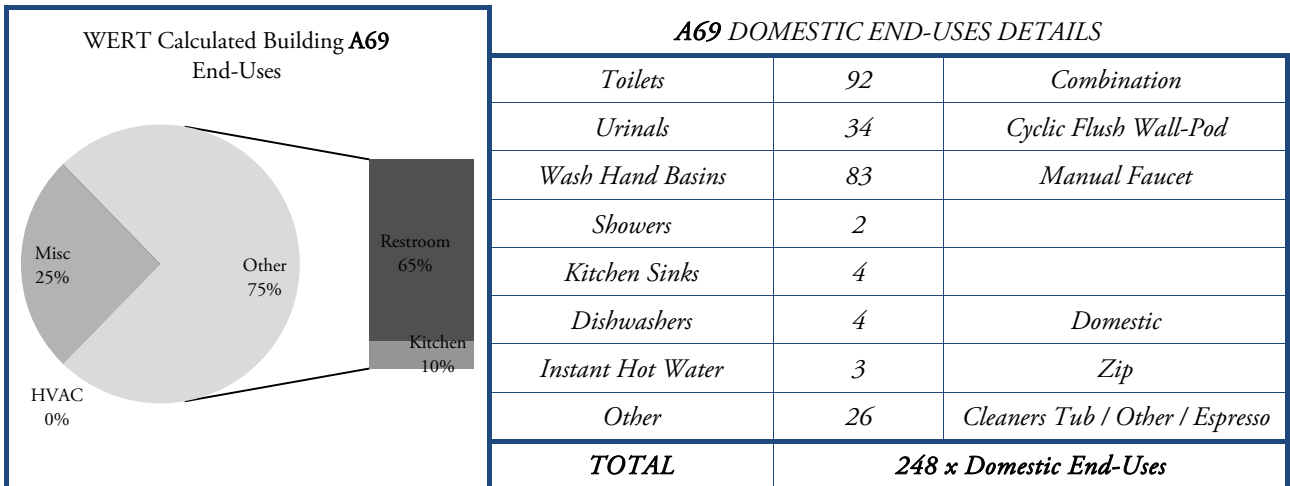 WERT Calculated Building A69
End-Uses
Misc
25%
Other
75%
HVAC
0%
Restroom
65%
Kitchen
10%
A69 DOMESTIC END-USES DETAILS
Toilets 92 Combination
Urinals 34 Cyclic Flush Wall-Pod
Wash Hand Basins 83 Manual Faucet
Showers 2
Kitchen Sinks 4
Dishwashers 4 Domestic
Instant Hot Water 3 Zip
Other 26 Cleaners Tub / Other / Espresso
TOTAL 248 x Domestic End-Uses